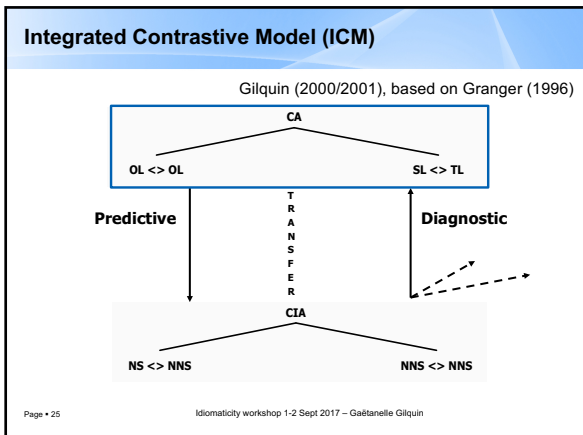 Integrated Contrastive Model (ICM)
Gilquin (2000/2001), based on Granger (1996)
CA
OL <> OL
SL <> TL
Predictive
TRANSFER
Diagnostic
CIA
NS <> NNS
NNS <> NNS
Page ▪ 25
Idiomaticity workshop 1-2 Sept 2017 – Gaëtanelle Gilquin